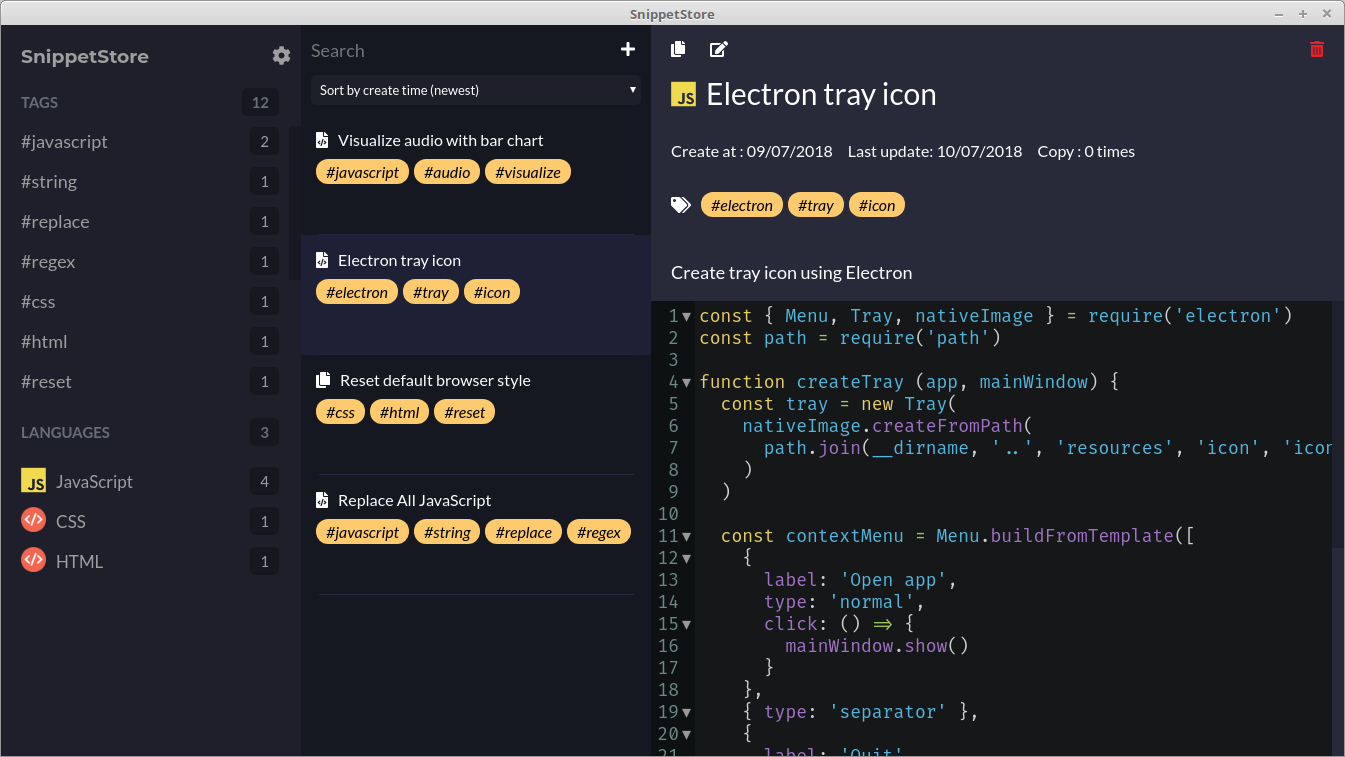 SnippetStore
SnippetStore
TAGS 12
#javascript 2
#string 1
#replace 1
#regex 1
#css 1
#html 1
#reset 1
LANGUAGES 3
JS JavaScript 4
</> CSS 1
</> HTML 1
Search
Sort by create time (newest)
Visualize audio with bar chart
#javascript #audio #visualize
Electron tray icon
#electron #tray #icon
Reset default browser style
#css #html #reset
Replace All JavaScript
#javascript #string #replace #regex
JS Electron tray icon
Create at : 09/07/2018 Last update: 10/07/2018 Copy : 0 times
#electron #tray #icon
Create tray icon using Electron
1 const { Menu, Tray, nativeImage } = require('electron')
2 const path = require('path')
3
4 function createTray (app, mainWindow) {
5   const tray = new Tray(
6     nativeImage.createFromPath(
7       path.join(__dirname, '..', 'resources', 'icon', 'icon
8     )
9   )
10
11   const contextMenu = Menu.buildFromTemplate([
12     {
13       label: 'Open app',
14       type: 'normal',
15       click: () => {
16         mainWindow.show()
17       }
18     },
19     { type: 'separator' },
20     {
21       label: 'Quit'